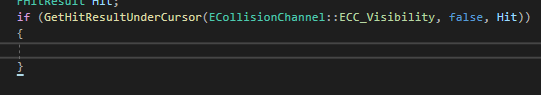 FHitResult Hit;
if (GetHitResultUnderCursor(ECollisionChannel::ECC_Visibility, false, Hit))
{
}